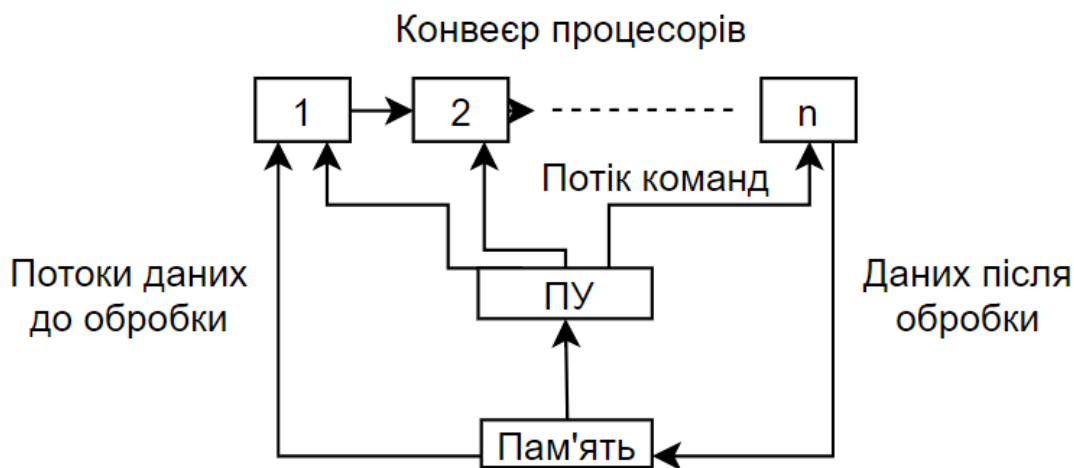 Конвеєр процесорів
1
2
n
Потік команд
Потоки даних
до обробки
ПУ
Даних після
обробки
Пам'ять